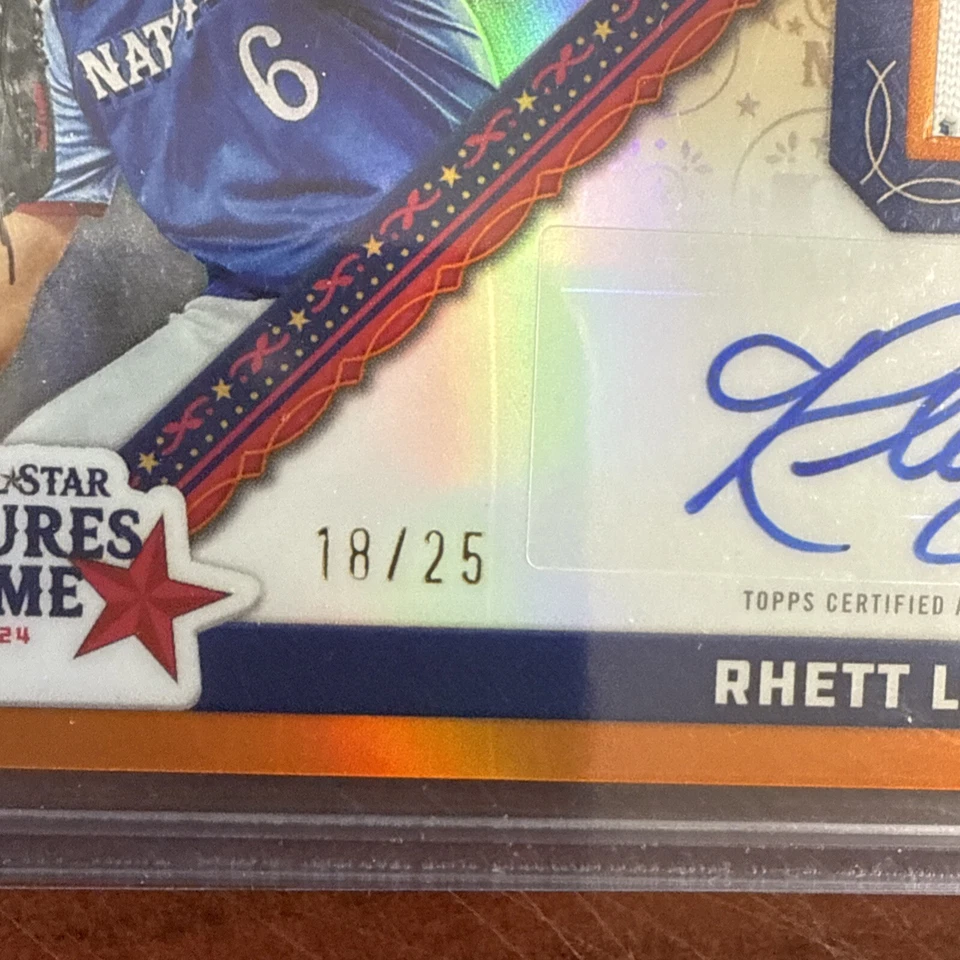 NAT
6
STAR
URES
ME
24
18/25
TOPPS CERTIFIED
RHETT L